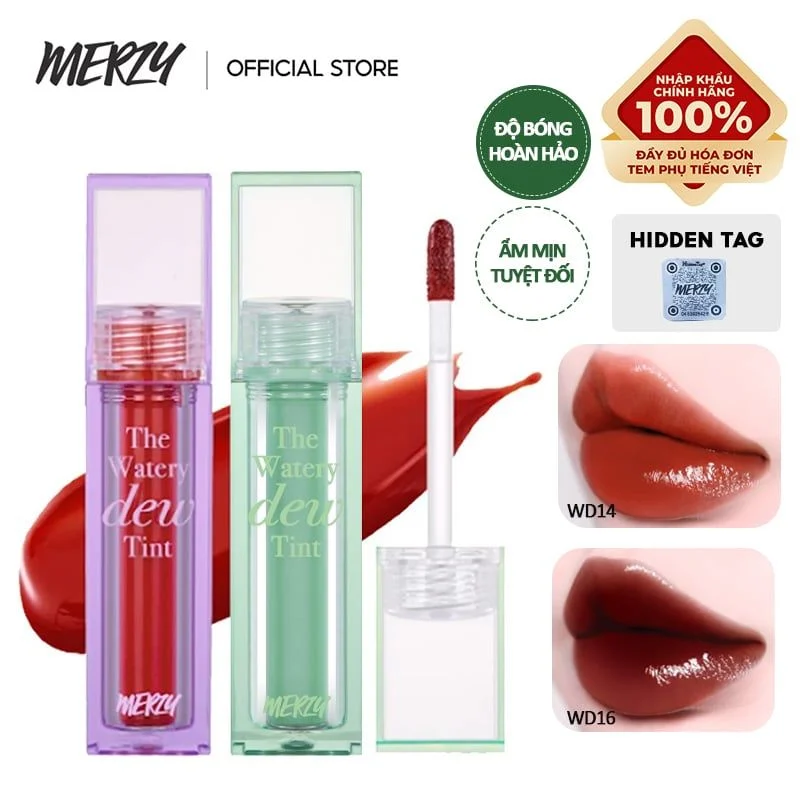 MERZY
OFFICIAL STORE
NHẬP KHẨU
CHÍNH HÃNG
100%
ĐẦY ĐỦ HÓA ĐƠN
TEM PHỤ TIẾNG VIỆT
ĐỘ BÓNG
HOÀN HẢO
ẨM MỊN
TUYỆT ĐỐI
HIDDEN TAG
MERZY
The
Watery
dew
Tint
MERZY
The
Watery
dew
Tint
MERZY
WD14
WD16